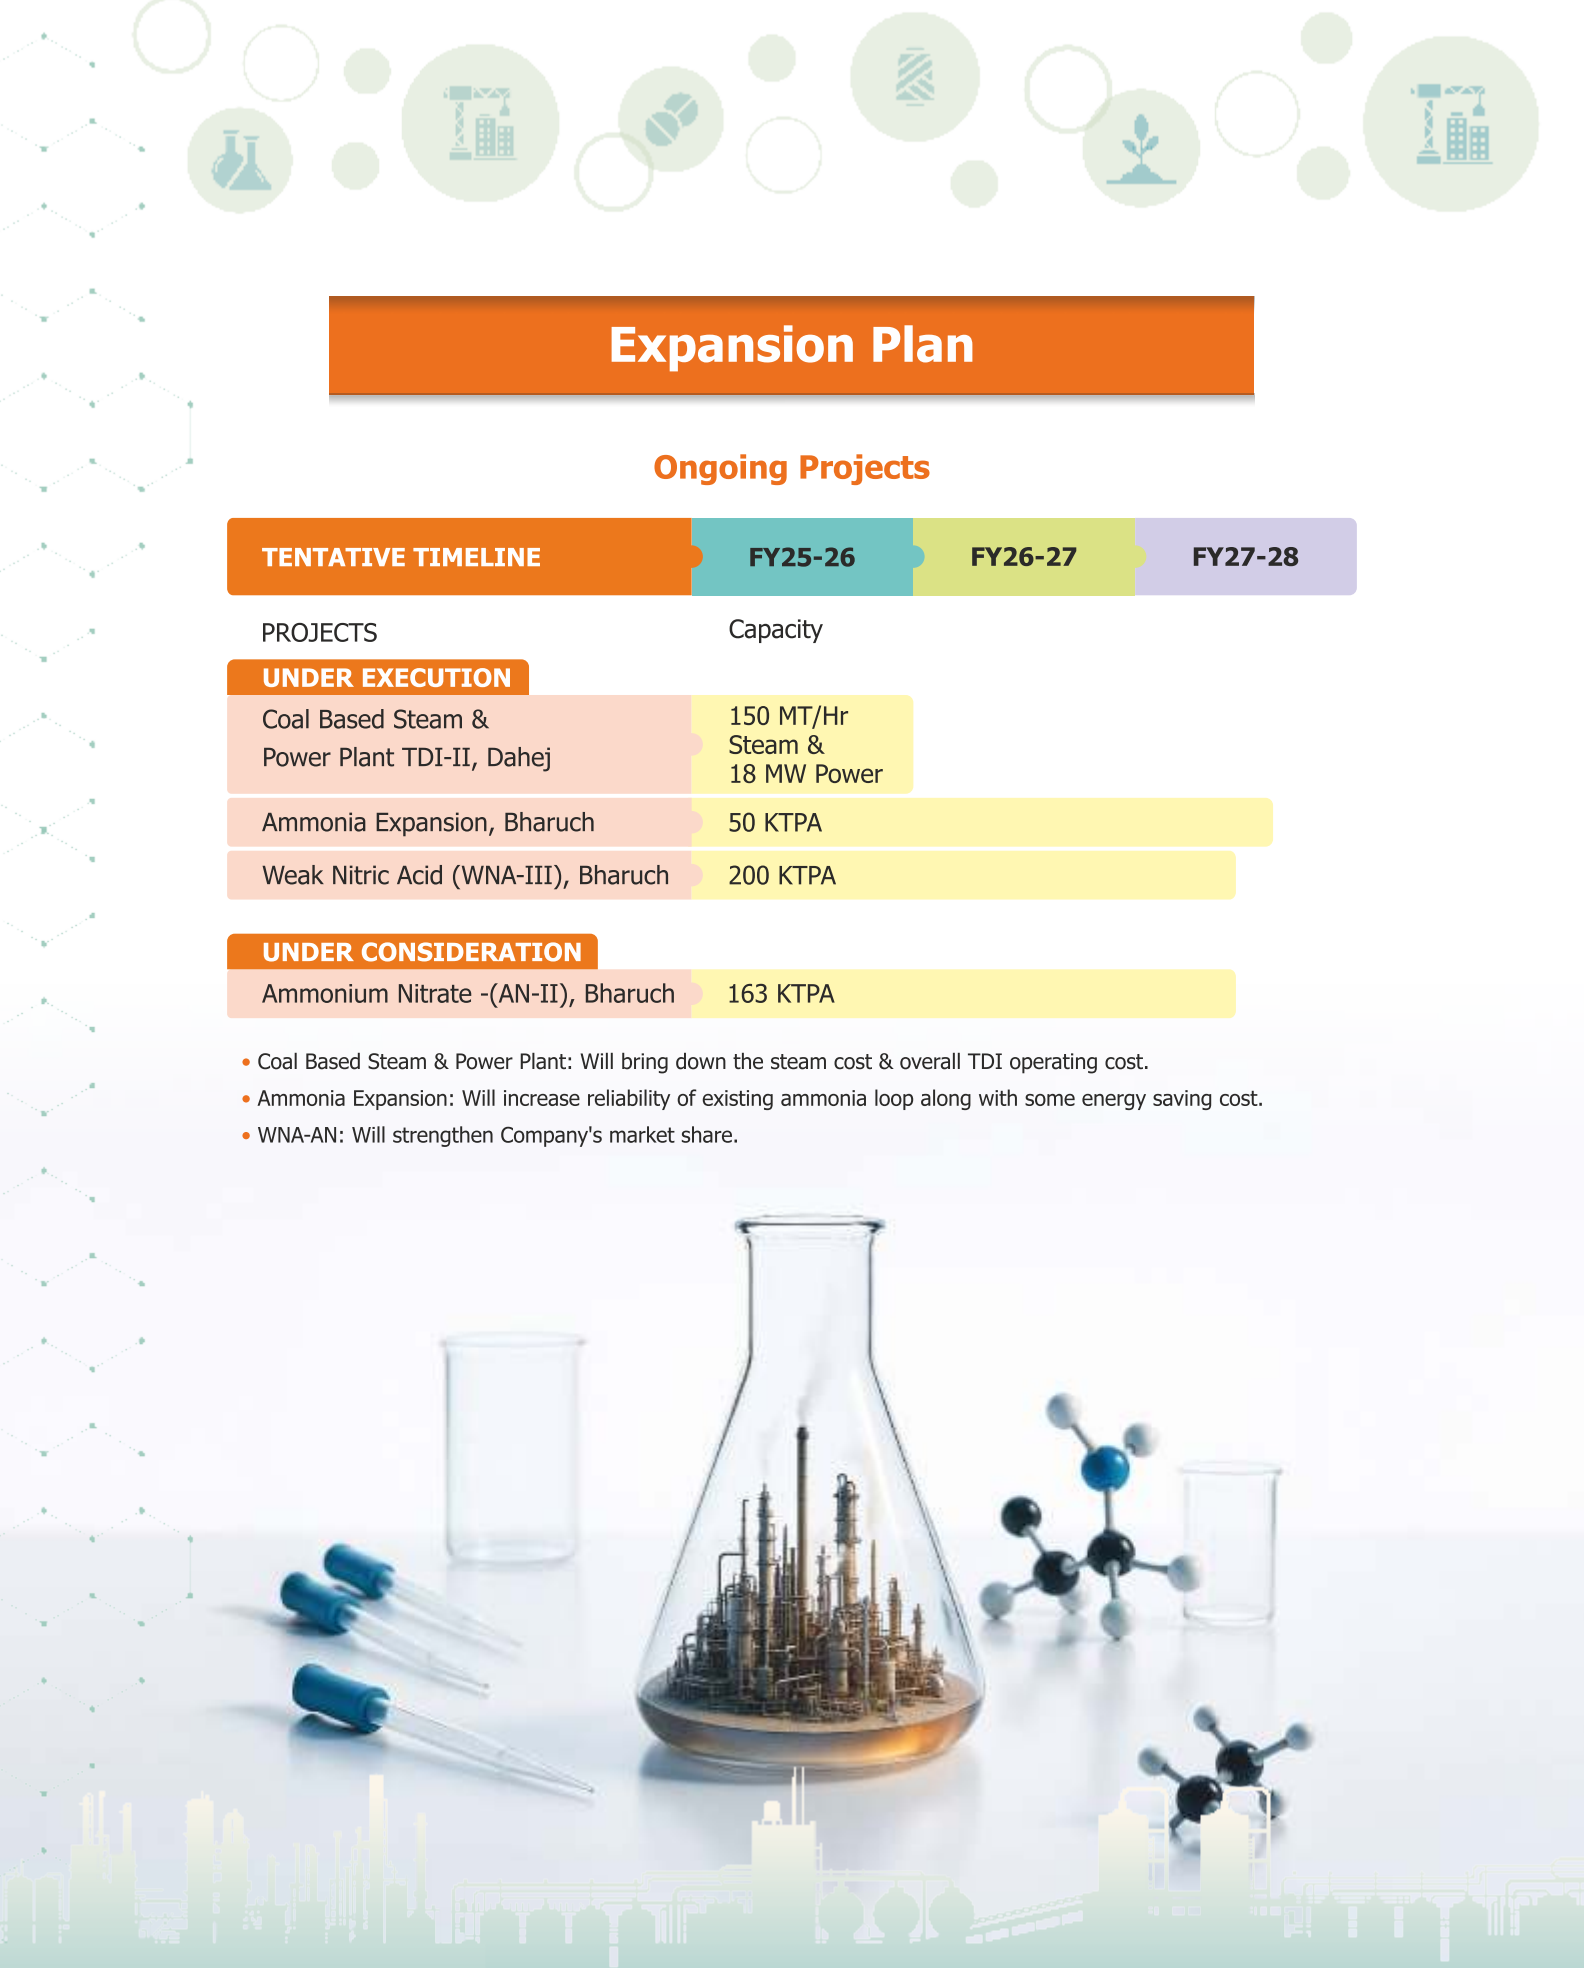 Expansion Plan
Ongoing Projects
TENTATIVE TIMELINE FY25-26 FY26-27 FY27-28
PROJECTS Capacity
UNDER EXECUTION
Coal Based Steam &
Power Plant TDI-II, Dahej
150 MT/Hr
Steam &
18 MW Power
Ammonia Expansion, Bharuch 50 KTPA
Weak Nitric Acid (WNA-III), Bharuch 200 KTPA
UNDER CONSIDERATION
Ammonium Nitrate -(AN-II), Bharuch 163 KTPA
• Coal Based Steam & Power Plant: Will bring down the steam cost & overall TDI operating cost.
• Ammonia Expansion: Will increase reliability of existing ammonia loop along with some energy saving cost.
• WNA-AN: Will strengthen Company's market share.